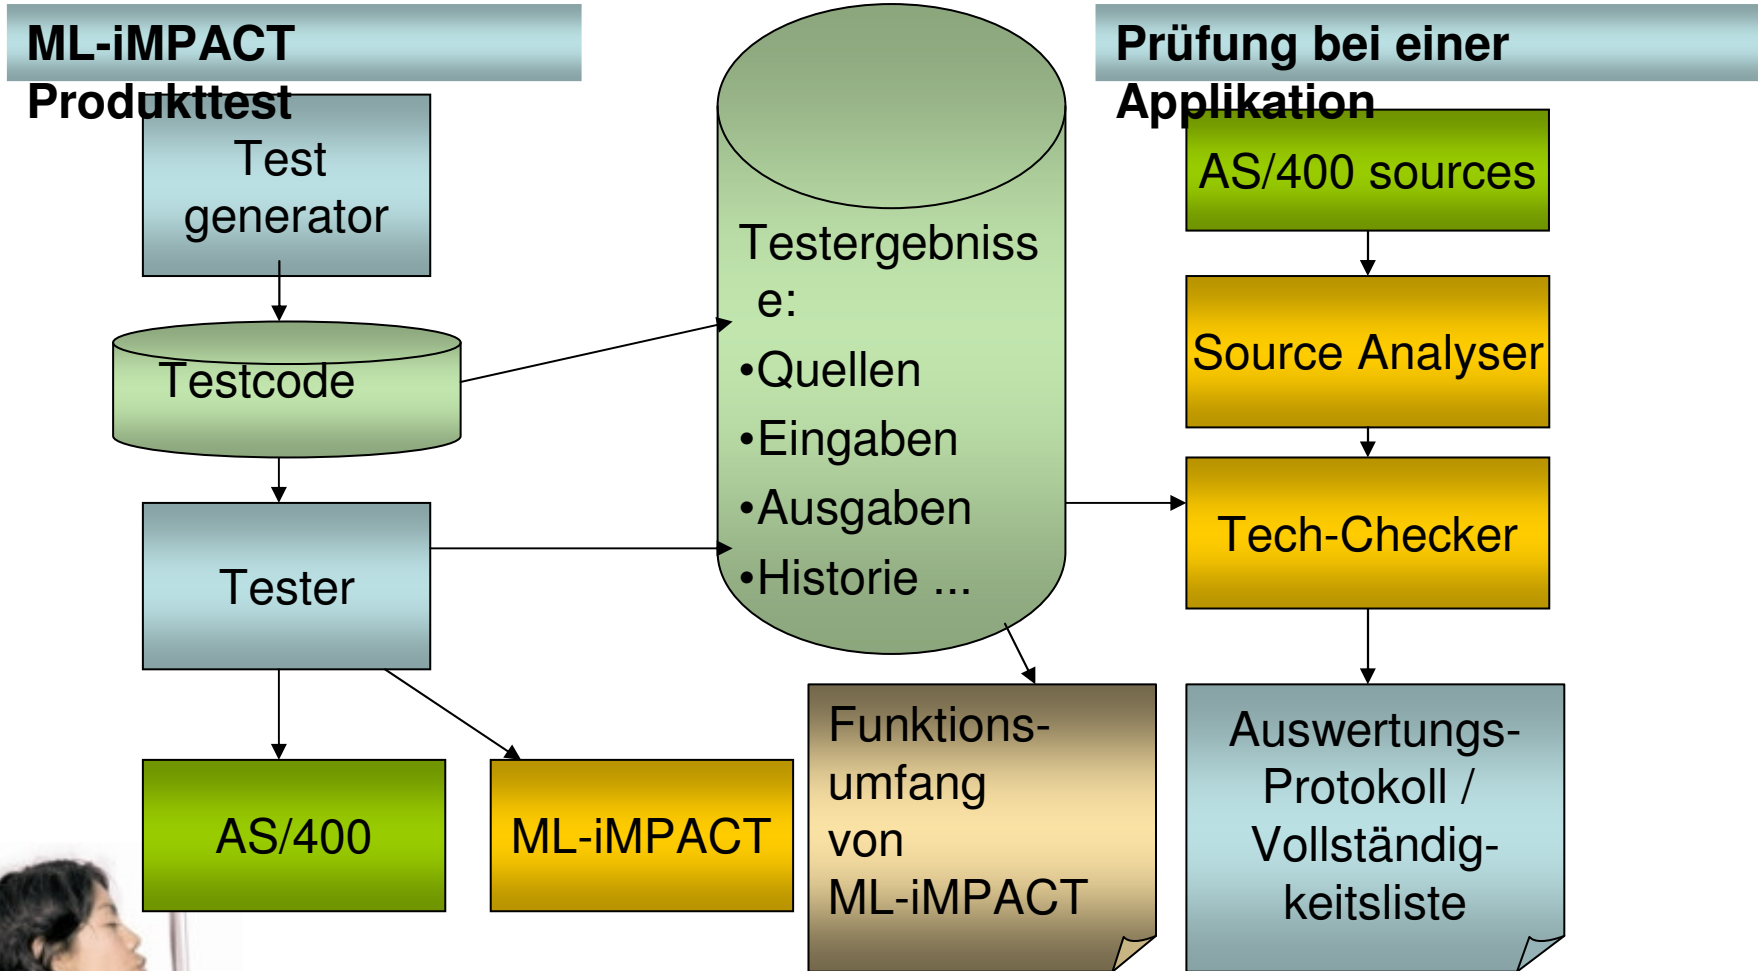 ML-iMPACT
Produkttest
Test
generator
Testcode
Tester
AS/400
ML-iMPACT
Testergebniss
e:
•Quellen
•Eingaben
•Ausgaben
•Historie ...
Funktions-
umfang
von
ML-iMPACT
Prüfung bei einer
Applikation
AS/400 sources
Source Analyser
Tech-Checker
Auswertungs-
Protokoll /
Vollständig-
keitsliste